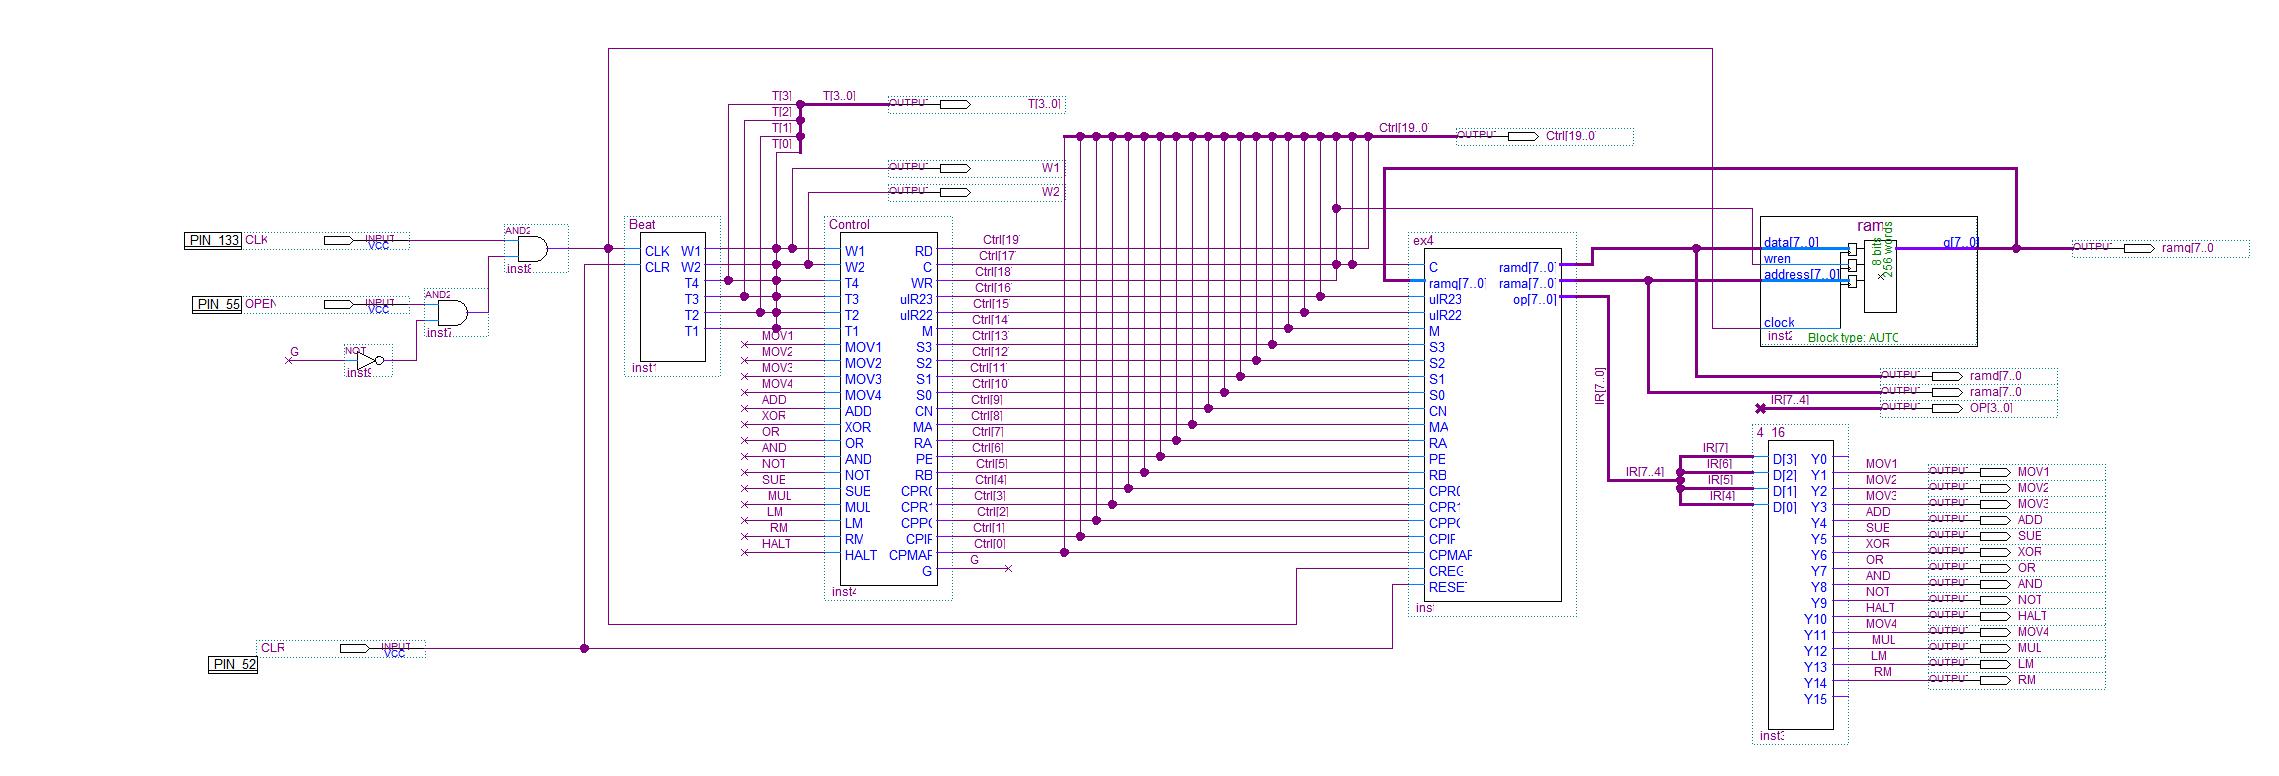 PIN_133 CLK INPUT VCC
PIN_55 OPEN INPUT VCC
G NOT
inst9
AND2
inst7
AND2
inst8
CLR INPUT VCC
PIN_52
Beat
CLK W1
CLR W2
T4
T3
T2
T1
inst1
T[3]
T[2]
T[1]
T[0]
T[3..0] OUTPUT T[3..0]
OUTPUT W1
OUTPUT W2
MOV1
MOV2
MOV3
MOV4
ADD
XOR
OR
AND
NOT
SUE
MUL
LM
RM
HALT
Control
W1 RD
W2 C
T4 WR
T3 uIR23
T2 uIR22
T1 M
MOV1 S3
MOV2 S2
MOV3 S1
MOV4 S0
ADD CN
XOR MA
OR RA
AND PE
NOT RB
SUE CPR0
MUL CPR1
LM CPPC
RM CPIF
HALT CPMAF
G
inst4
Ctrl[19]
Ctrl[17]
Ctrl[18]
Ctrl[16]
Ctrl[15]
Ctrl[14]
Ctrl[13]
Ctrl[12]
Ctrl[11]
Ctrl[10]
Ctrl[9]
Ctrl[8]
Ctrl[7]
Ctrl[6]
Ctrl[5]
Ctrl[4]
Ctrl[3]
Ctrl[2]
Ctrl[1]
Ctrl[0]
G
Ctrl[19..0] OUTPUT Ctrl[19..0
ex4
C ramd[7..0]
ramq[7..0] rama[7..0]
uIR23 op[7..0]
uIR22
M
S3
S2
S1
S0
CN
MA
RA
PE
RB
CPR0
CPR1
CPPC
CPIF
CPMAF
CREG
RESET
inst
IR[7..0]
IR[7..4]
ram
data[7..0] q[7..0]
wren
address[7..0]
8 bits
256 words
clock
inst2 Block type: AUTO
OUTPUT ramq[7..0
OUTPUT ramd[7..0
OUTPUT rama[7..0
IR[7..4] OUTPUT OP[3..0]
4_16
IR[7] D[3] Y0
IR[6] D[2] Y1
IR[5] D[1] Y2
IR[4] D[0] Y3
Y4
Y5
Y6
Y7
Y8
Y9
Y10
Y11
Y12
Y13
Y14
Y15
inst3
MOV1 OUTPUT MOV1
MOV2 OUTPUT MOV2
MOV3 OUTPUT MOV3
ADD OUTPUT ADD
SUE OUTPUT SUE
XOR OUTPUT XOR
OR OUTPUT OR
AND OUTPUT AND
NOT OUTPUT NOT
HALT OUTPUT HALT
MOV4 OUTPUT MOV4
MUL OUTPUT MUL
LM OUTPUT LM
RM OUTPUT RM